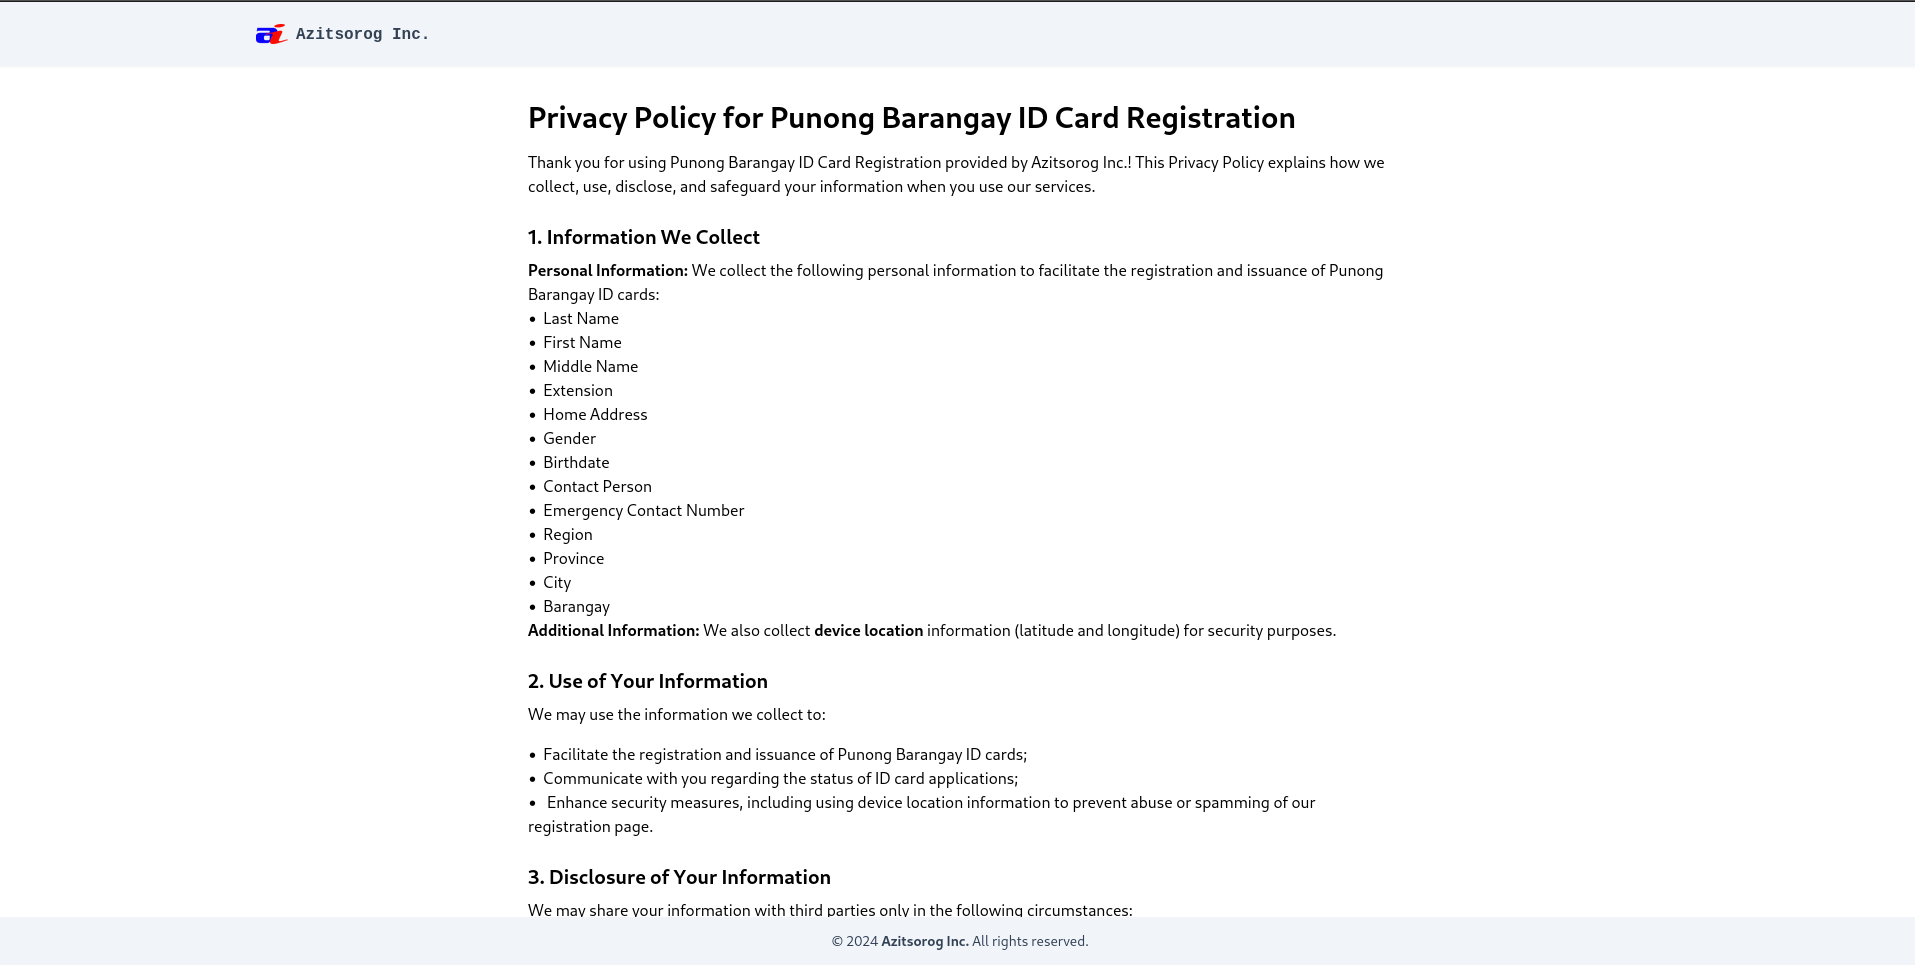 ai Azitsorog Inc.
Privacy Policy for Punong Barangay ID Card Registration
Thank you for using Punong Barangay ID Card Registration provided by Azitsorog Inc.! This Privacy Policy explains how we
collect, use, disclose, and safeguard your information when you use our services.
1. Information We Collect
Personal Information: We collect the following personal information to facilitate the registration and issuance of Punong
Barangay ID cards:
• Last Name
• First Name
• Middle Name
• Extension
• Home Address
• Gender
• Birthdate
• Contact Person
• Emergency Contact Number
• Region
• Province
• City
• Barangay
Additional Information: We also collect device location information (latitude and longitude) for security purposes.
2. Use of Your Information
We may use the information we collect to:
• Facilitate the registration and issuance of Punong Barangay ID cards;
• Communicate with you regarding the status of ID card applications;
• Enhance security measures, including using device location information to prevent abuse or spamming of our
registration page.
3. Disclosure of Your Information
We may share your information with third parties only in the following circumstances:
© 2024 Azitsorog Inc. All rights reserved.